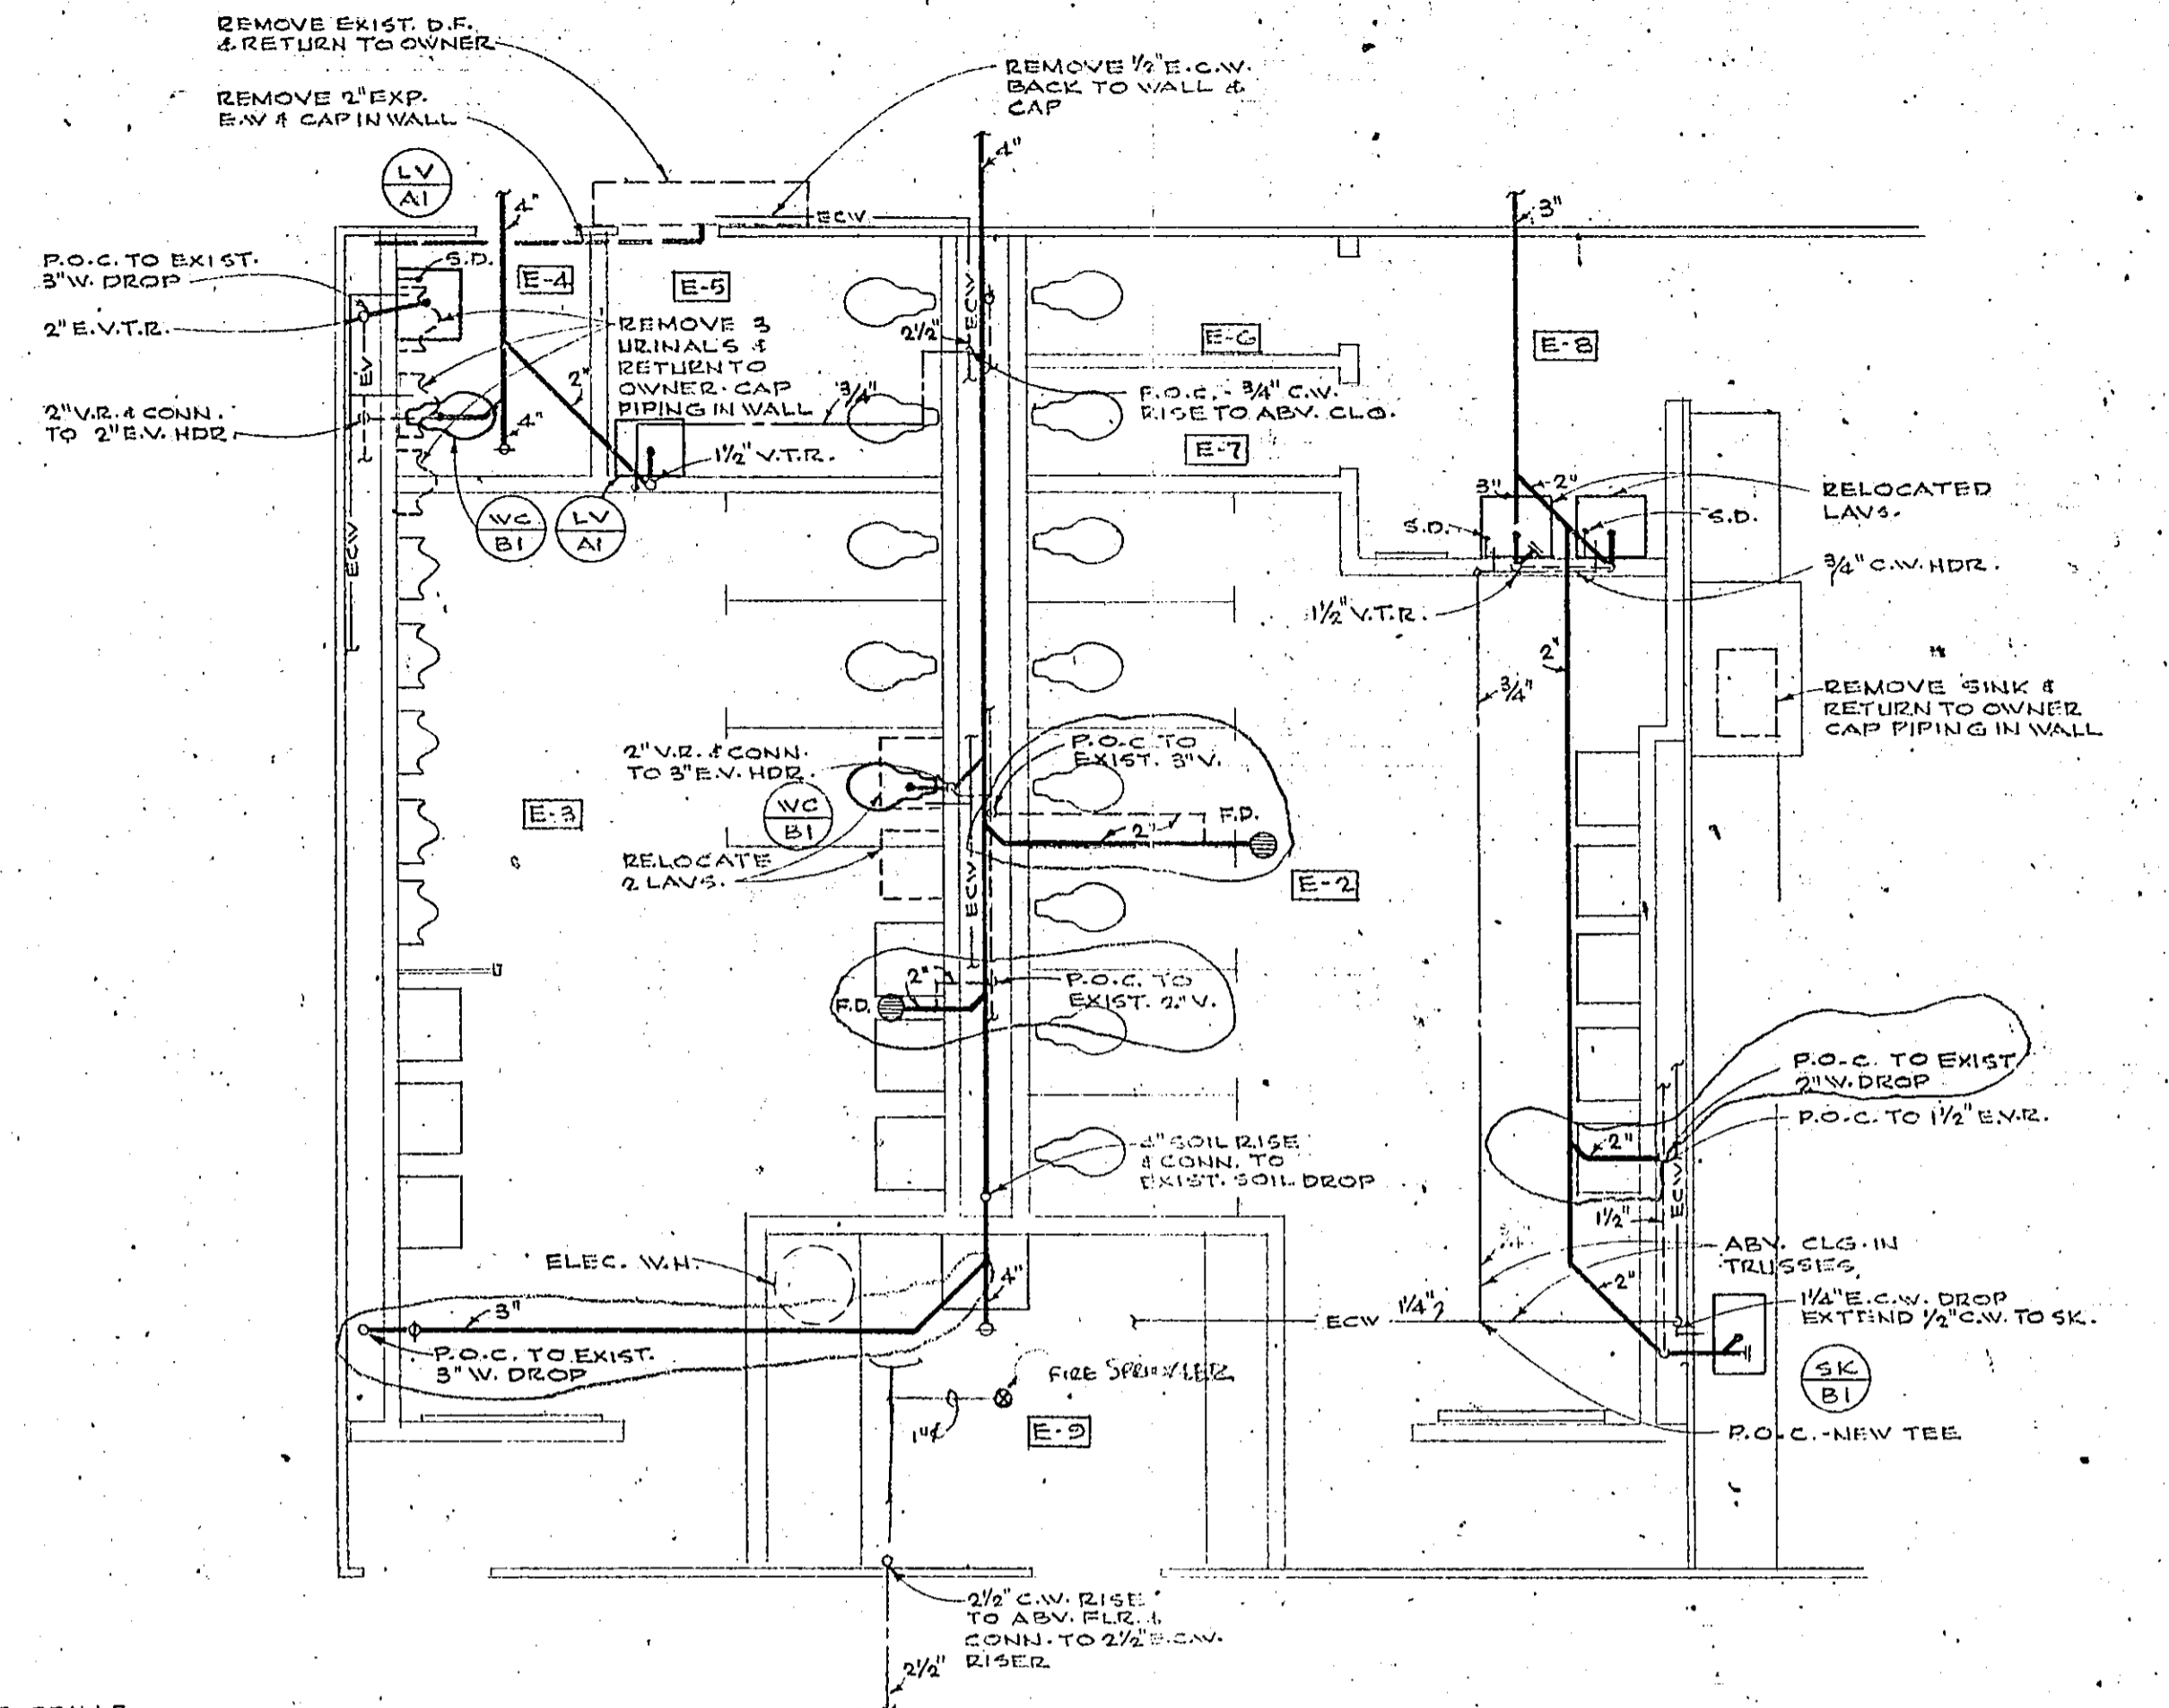 REMOVE EXIST. D.F.
& RETURN TO OWNER
REMOVE 2" EXP.
E.W & CAP IN WALL
REMOVE 1/2" E.C.W.
BACK TO WALL &
CAP
LV
A1
4"
4"
3"
ECW
P.O.C. TO EXIST.
3" W. DROP
S.D.
E-4
E-5
2" E.V.T.R.
REMOVE 3
URINALS &
RETURN TO
OWNER. CAP
PIPING IN WALL
2 1/2"
ECW
E-6
E-8
EV
2"
3/4"
P.O.C. - 3/4" C.W.
RISE TO ABV. CLG.
2" V.R. & CONN.
TO 2" E.V. HDR.
4"
1 1/2" V.T.R.
E-7
WC
B1
LV
A1
ECW
3"
2"
RELOCATED
LAVS.
S.D.
S.D.
3/4" C.W. HDR.
1 1/2" V.T.R.
2"
3/4"
REMOVE SINK &
RETURN TO OWNER
CAP PIPING IN WALL
2" V.R. & CONN.
TO 3" E.V. HDR.
P.O.C. TO
EXIST. 3" V.
WC
B1
E-3
2"
F.D.
RELOCATE
2 LAVS.
ECW
E-2
2"
F.D.
P.O.C. TO
EXIST. 2" V.
P.O.C. TO EXIST
2" W. DROP
P.O.C. TO 1 1/2" E.V.R.
2"
4" SOIL RISE
& CONN. TO
EXIST. SOIL DROP
ECW
1 1/2"
ELEC. W.H.
4"
ABV. CLG. IN
TRUSSES
2"
3"
ECW
1 1/4"
1 1/4" E.C.W. DROP
EXTEND 1/2" C.W. TO SK.
P.O.C. TO EXIST.
3" W. DROP
FIRE SPRINKLER
SK
B1
1"¢
E-9
P.O.C. - NEW TEE
2 1/2" C.W. RISE
TO ABV. FLR. &
CONN. TO 2 1/2" E.C.W.
RISER
2 1/2"